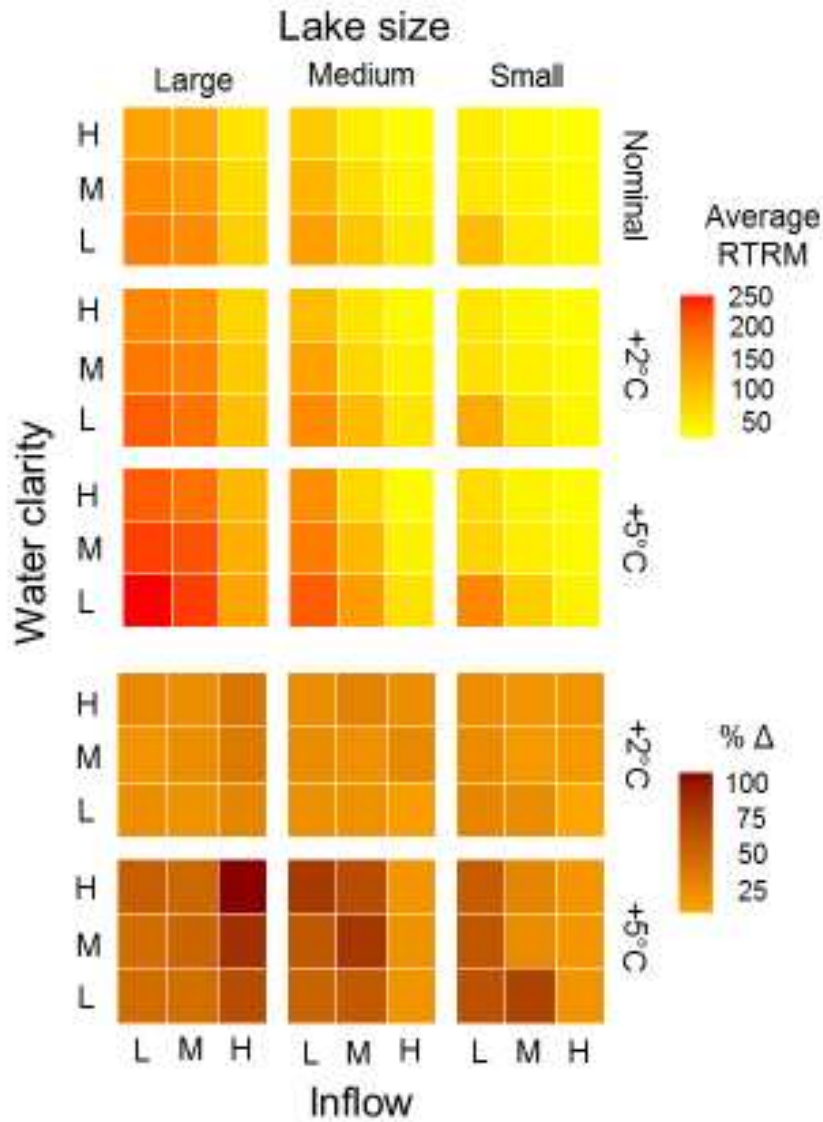 Lake size
Large Medium Small
H
M
L
Nominal
H
M
L
+2°C
H
M
L
+5°C
Water clarity
Average
RTRM
250
200
150
100
50
H
M
L
+2°C
H
M
L
+5°C
% Δ
100
75
50
25
L M H L M H L M H
Inflow